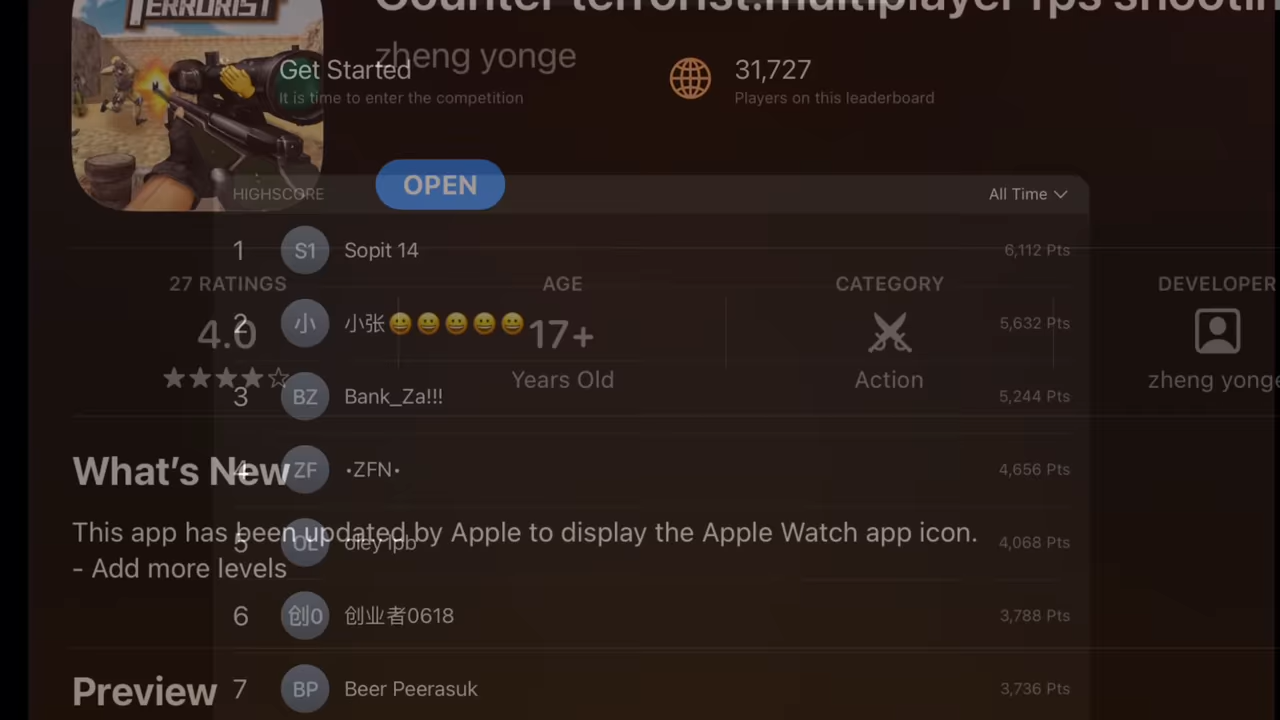 TERRORIST
Counter terrorist:multiplayer fps shootin
zheng yonge
Get Started
It is time to enter the competition
31,727
Players on this leaderboard
OPEN
HIGHSCORE
All Time
1 S1 Sopit 14 6,112 Pts
27 RATINGS
AGE
CATEGORY
DEVELOPER
2 小 小张😀😀😀😀😀 5,632 Pts
4.0
17+
★★★★☆
Years Old
Action
zheng yonge
3 BZ Bank_Za!!! 5,244 Pts
What's New
4 ZF •ZFN• 4,656 Pts
This app has been updated by Apple to display the Apple Watch app icon.
5 OL 4,068 Pts
- Add more levels
6 创0 创业者0618 3,788 Pts
Preview
7 BP Beer Peerasuk 3,736 Pts